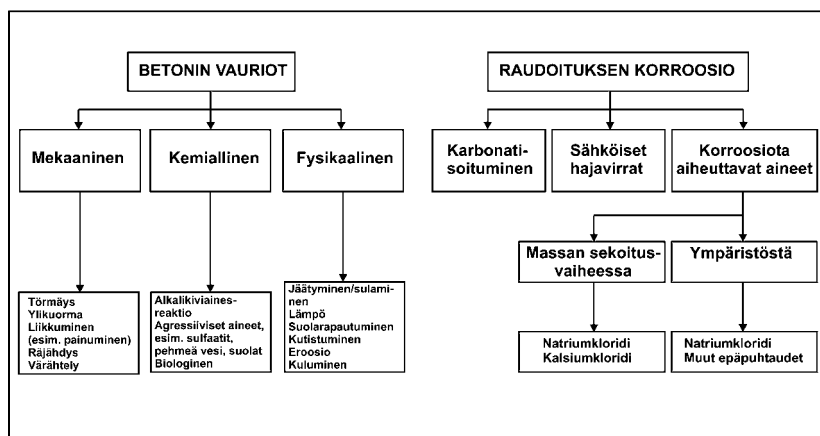 BETONIN VAURIOT
Mekaaninen
Kemiallinen
Fysikaalinen
Törmäys
Ylikuorma
Liikkuminen
(esim. painuminen)
Räjähdys
Värähtely
Alkalikiviaines-
reaktio
Agressiiviset aineet,
esim. sulfaatit,
pehmeä vesi, suolat
Biologinen
Jäätyminen/sulami-
nen
Lämpö
Suolarapautuminen
Kutistuminen
Eroosio
Kuluminen
RAUDOITUKSEN KORROOSIO
Karbonati-
soituminen
Sähköiset
hajavirrat
Korroosiota
aiheuttavat aineet
Massan sekoitus-
vaiheessa
Ympäristöstä
Natriumkloridi
Kalsiumkloridi
Natriumkloridi
Muut epäpuhtaudet